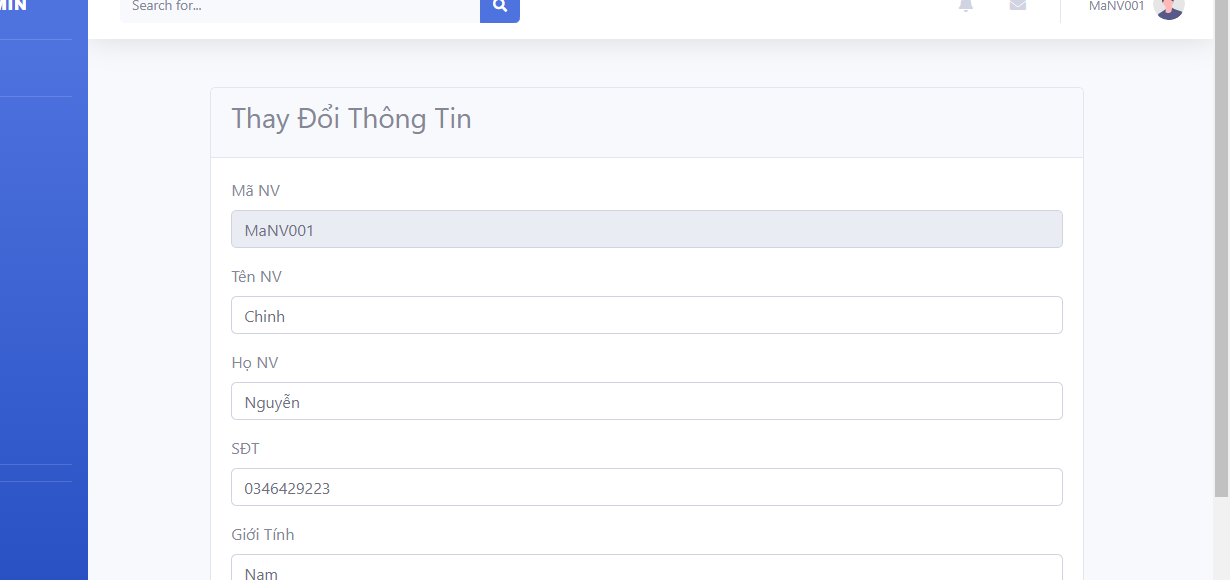 MIN
Search for...
MaNV001
Thay Đổi Thông Tin
Mã NV
MaNV001
Tên NV
Chinh
Họ NV
Nguyễn
SĐT
0346429223
Giới Tính
Nam